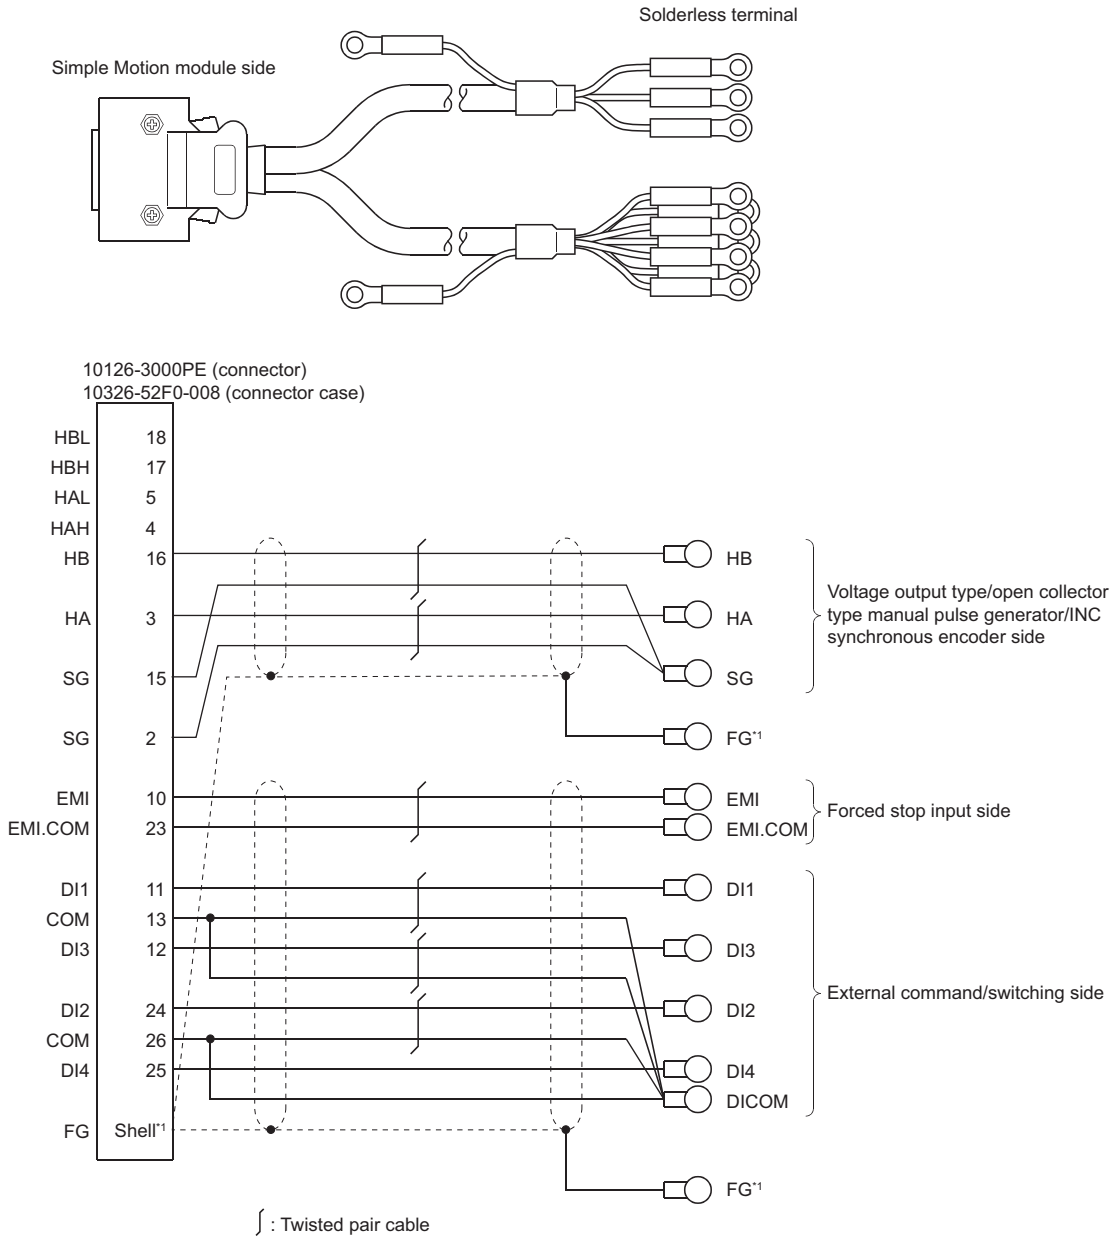 Solderless terminal
Simple Motion module side
10126-3000PE (connector)
10326-52F0-008 (connector case)
HBL 18
HBH 17
HAL 5
HAH 4
HB 16 HB
HA 3 HA
SG 15 SG
SG 2 FG*1
Voltage output type/open collector
type manual pulse generator/INC
synchronous encoder side
EMI 10 EMI
EMI.COM 23 EMI.COM
Forced stop input side
DI1 11 DI1
COM 13
DI3 12 DI3
DI2 24 DI2
COM 26
DI4 25 DI4
DICOM
External command/switching side
FG Shell*1
FG*1
: Twisted pair cable